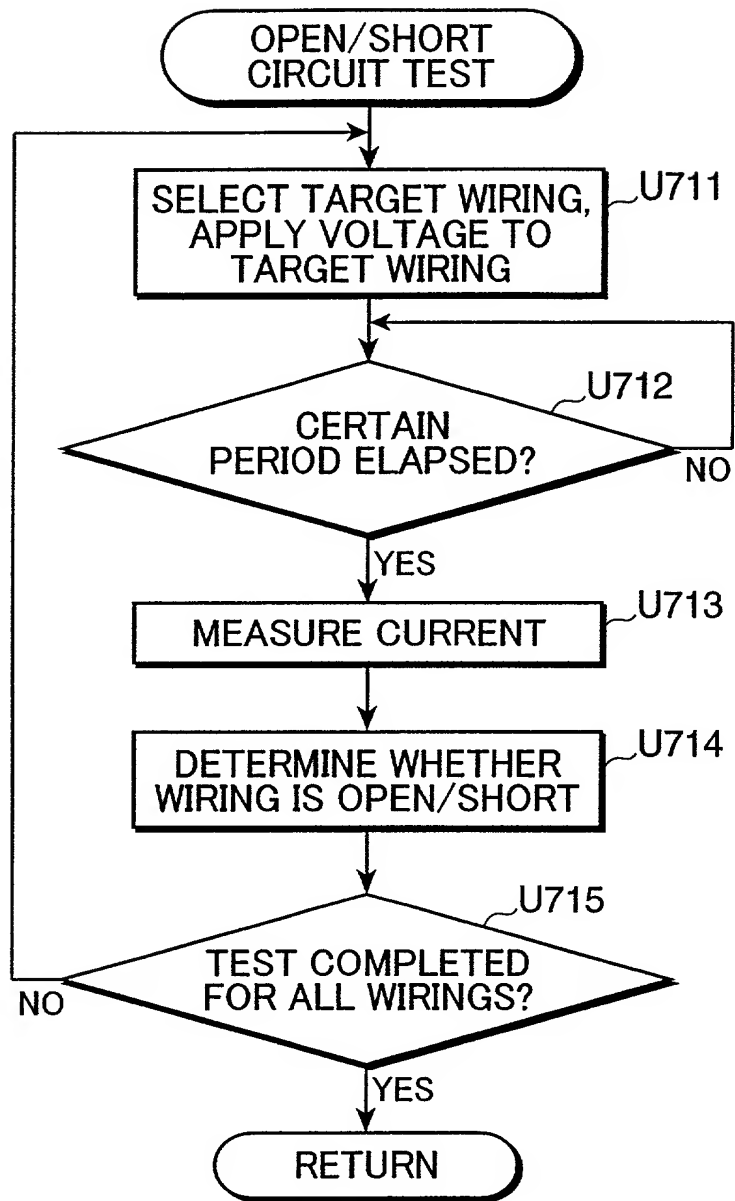 OPEN/SHORT
CIRCUIT TEST
SELECT TARGET WIRING,
APPLY VOLTAGE TO
TARGET WIRING
U711
CERTAIN
PERIOD ELAPSED?
U712
NO
YES
MEASURE CURRENT
U713
DETERMINE WHETHER
WIRING IS OPEN/SHORT
U714
TEST COMPLETED
FOR ALL WIRINGS?
U715
NO
YES
RETURN